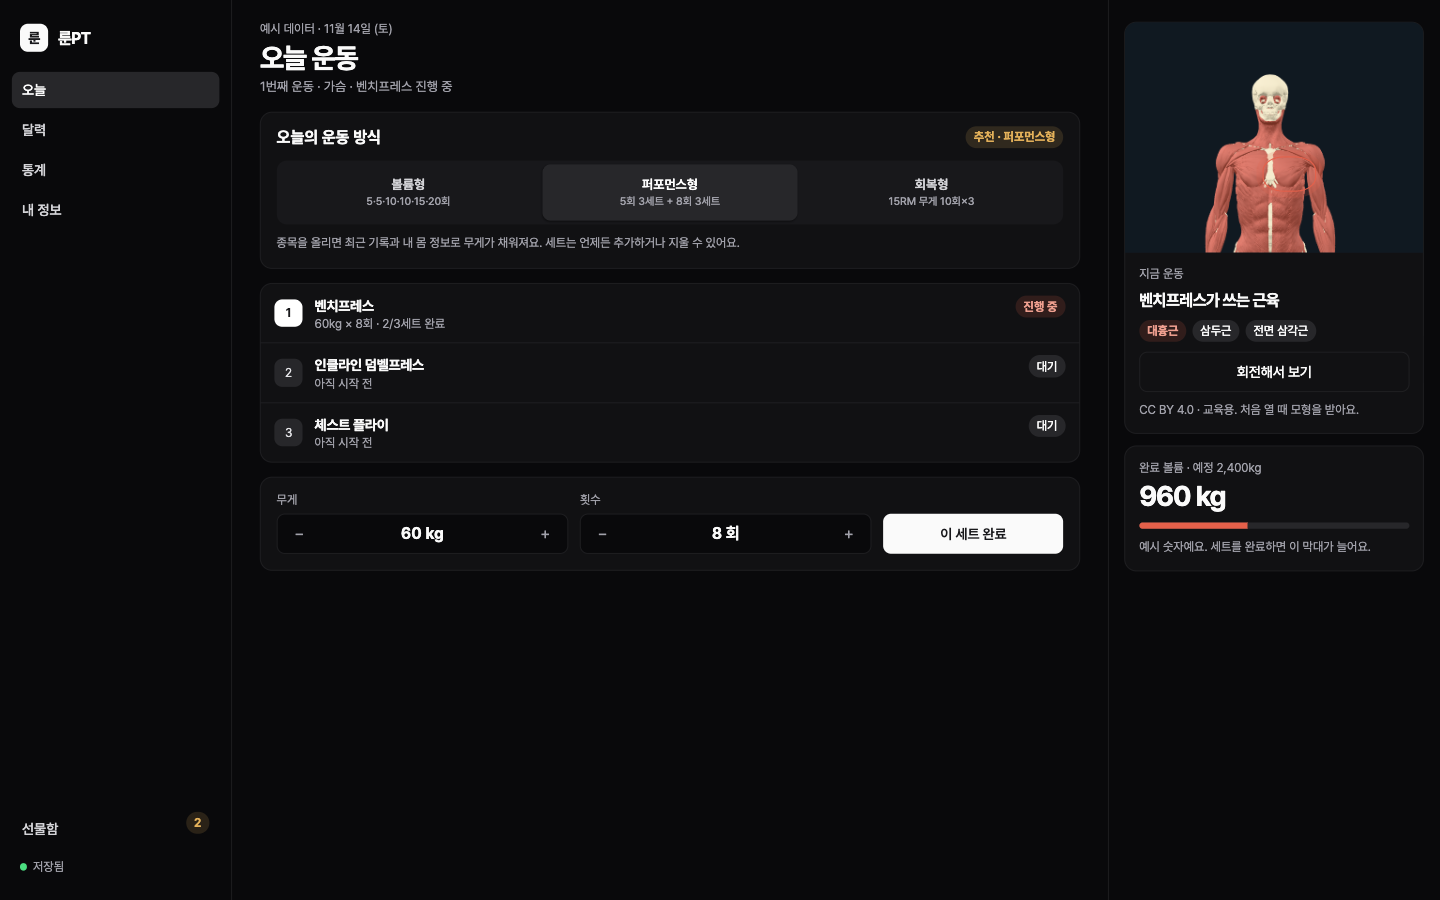 룬 룬PT
오늘
달력
통계
내 정보
선물함 2
저장됨
예시 데이터 · 11월 14일 (토)
오늘 운동
1번째 운동 · 가슴 · 벤치프레스 진행 중
오늘의 운동 방식
추천 · 퍼포먼스형
볼륨형
5·5·10·10·15·20회
퍼포먼스형
5회 3세트 + 8회 3세트
회복형
15RM 무게 10회×3
종목을 올리면 최근 기록과 내 몸 정보로 무게가 채워져요. 세트는 언제든 추가하거나 지울 수 있어요.
1
벤치프레스
60kg × 8회 · 2/3세트 완료
진행 중
2
인클라인 덤벨프레스
아직 시작 전
대기
3
체스트 플라이
아직 시작 전
대기
무게
− 60 kg +
횟수
− 8 회 +
이 세트 완료
지금 운동
벤치프레스가 쓰는 근육
대흉근 삼두근 전면 삼각근
회전해서 보기
CC BY 4.0 · 교육용. 처음 열 때 모형을 받아요.
완료 볼륨 · 예정 2,400kg
960 kg
예시 숫자예요. 세트를 완료하면 이 막대가 늘어요.